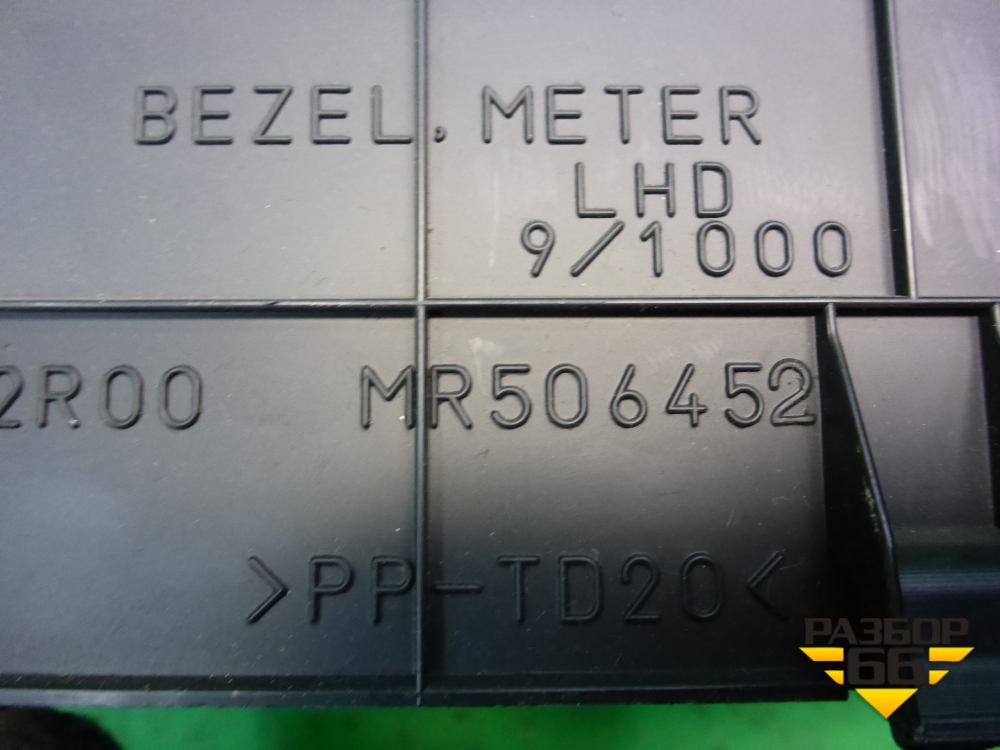 BEZEL, METER
LHD
9/1000
2R00 MR506452
>PP-TD20<
РАЗБОР
66